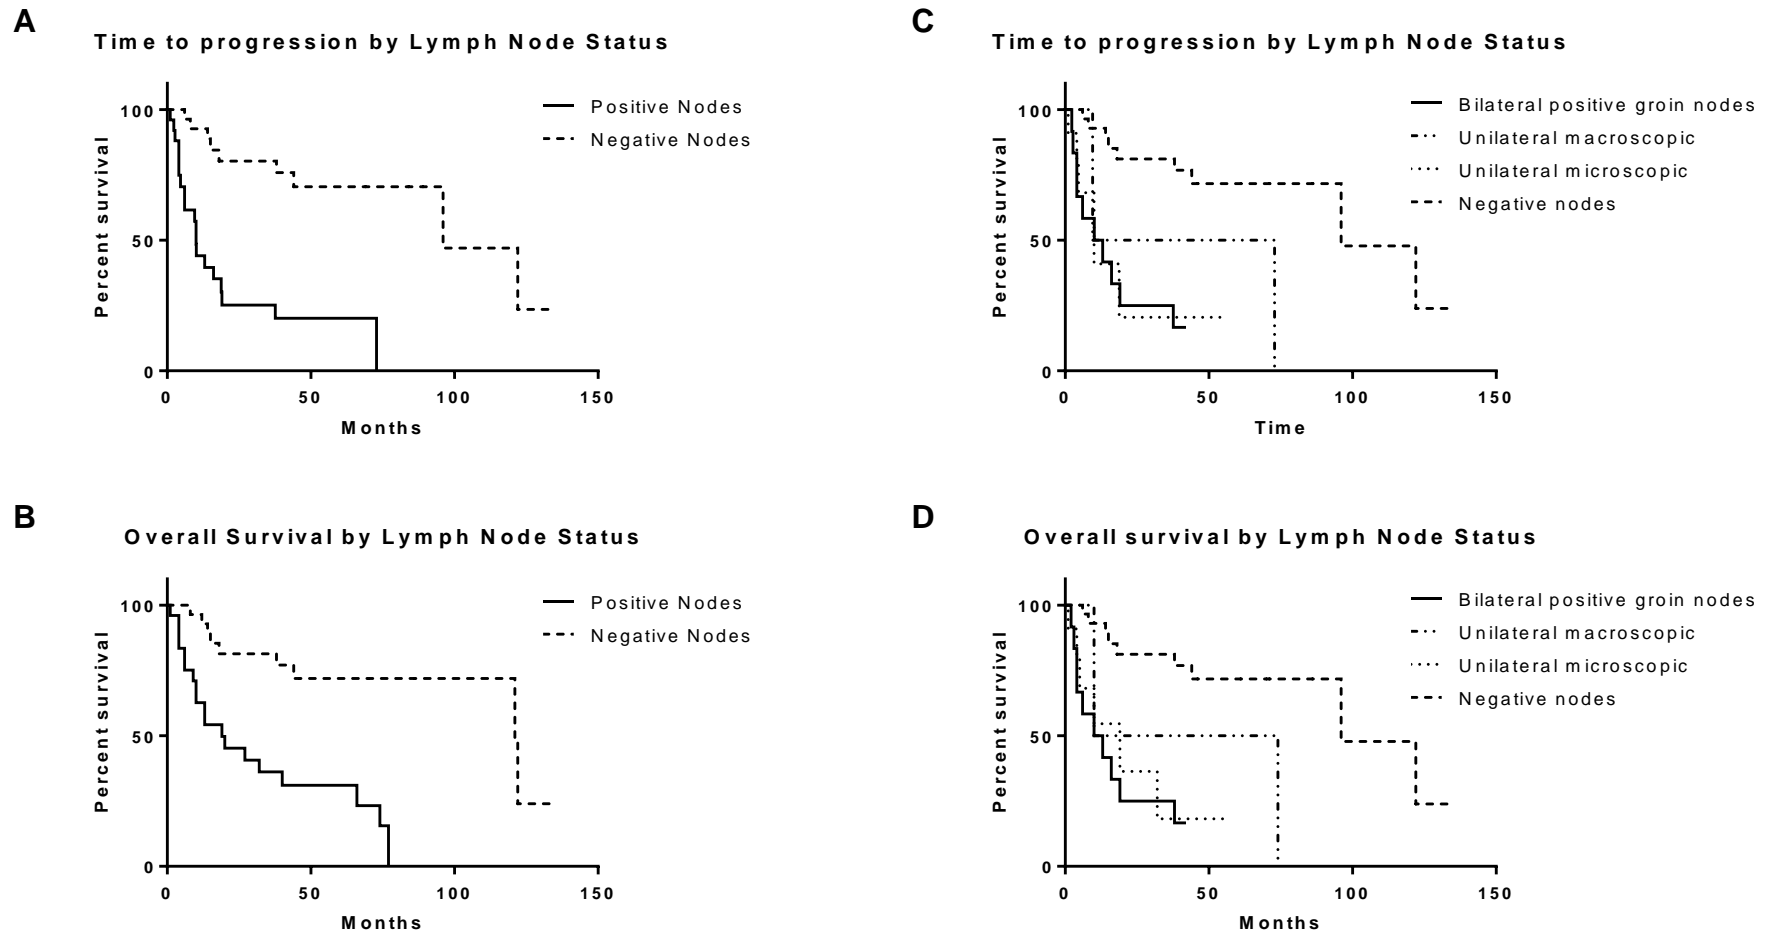 A
Time to progression by Lymph Node Status
Percent survival
100
50
0
0 50 100 150
Months
Positive Nodes
Negative Nodes
C
Time to progression by Lymph Node Status
Percent survival
100
50
0
0 50 100 150
Time
Bilateral positive groin nodes
Unilateral macroscopic
Unilateral microscopic
Negative nodes
B
Overall Survival by Lymph Node Status
Percent survival
100
50
0
0 50 100 150
Months
Positive Nodes
Negative Nodes
D
Overall survival by Lymph Node Status
Percent survival
100
50
0
0 50 100 150
Months
Bilateral positive groin nodes
Unilateral macroscopic
Unilateral microscopic
Negative nodes